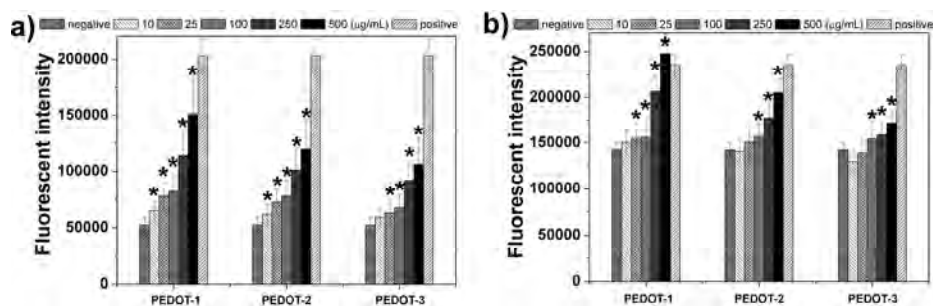 negative 10 25 100 250 500 (μg/mL) positive
a)
Fluorescent intensity
200000
150000
100000
50000
0
* * * * *
* * * * *
* * * *
PEDOT-1 PEDOT-2 PEDOT-3
negative 10 25 100 250 500 (μg/mL) positive
b)
Fluorescent intensity
250000
200000
150000
100000
50000
0
* * * *
* * *
* * * *
PEDOT-1 PEDOT-2 PEDOT-3